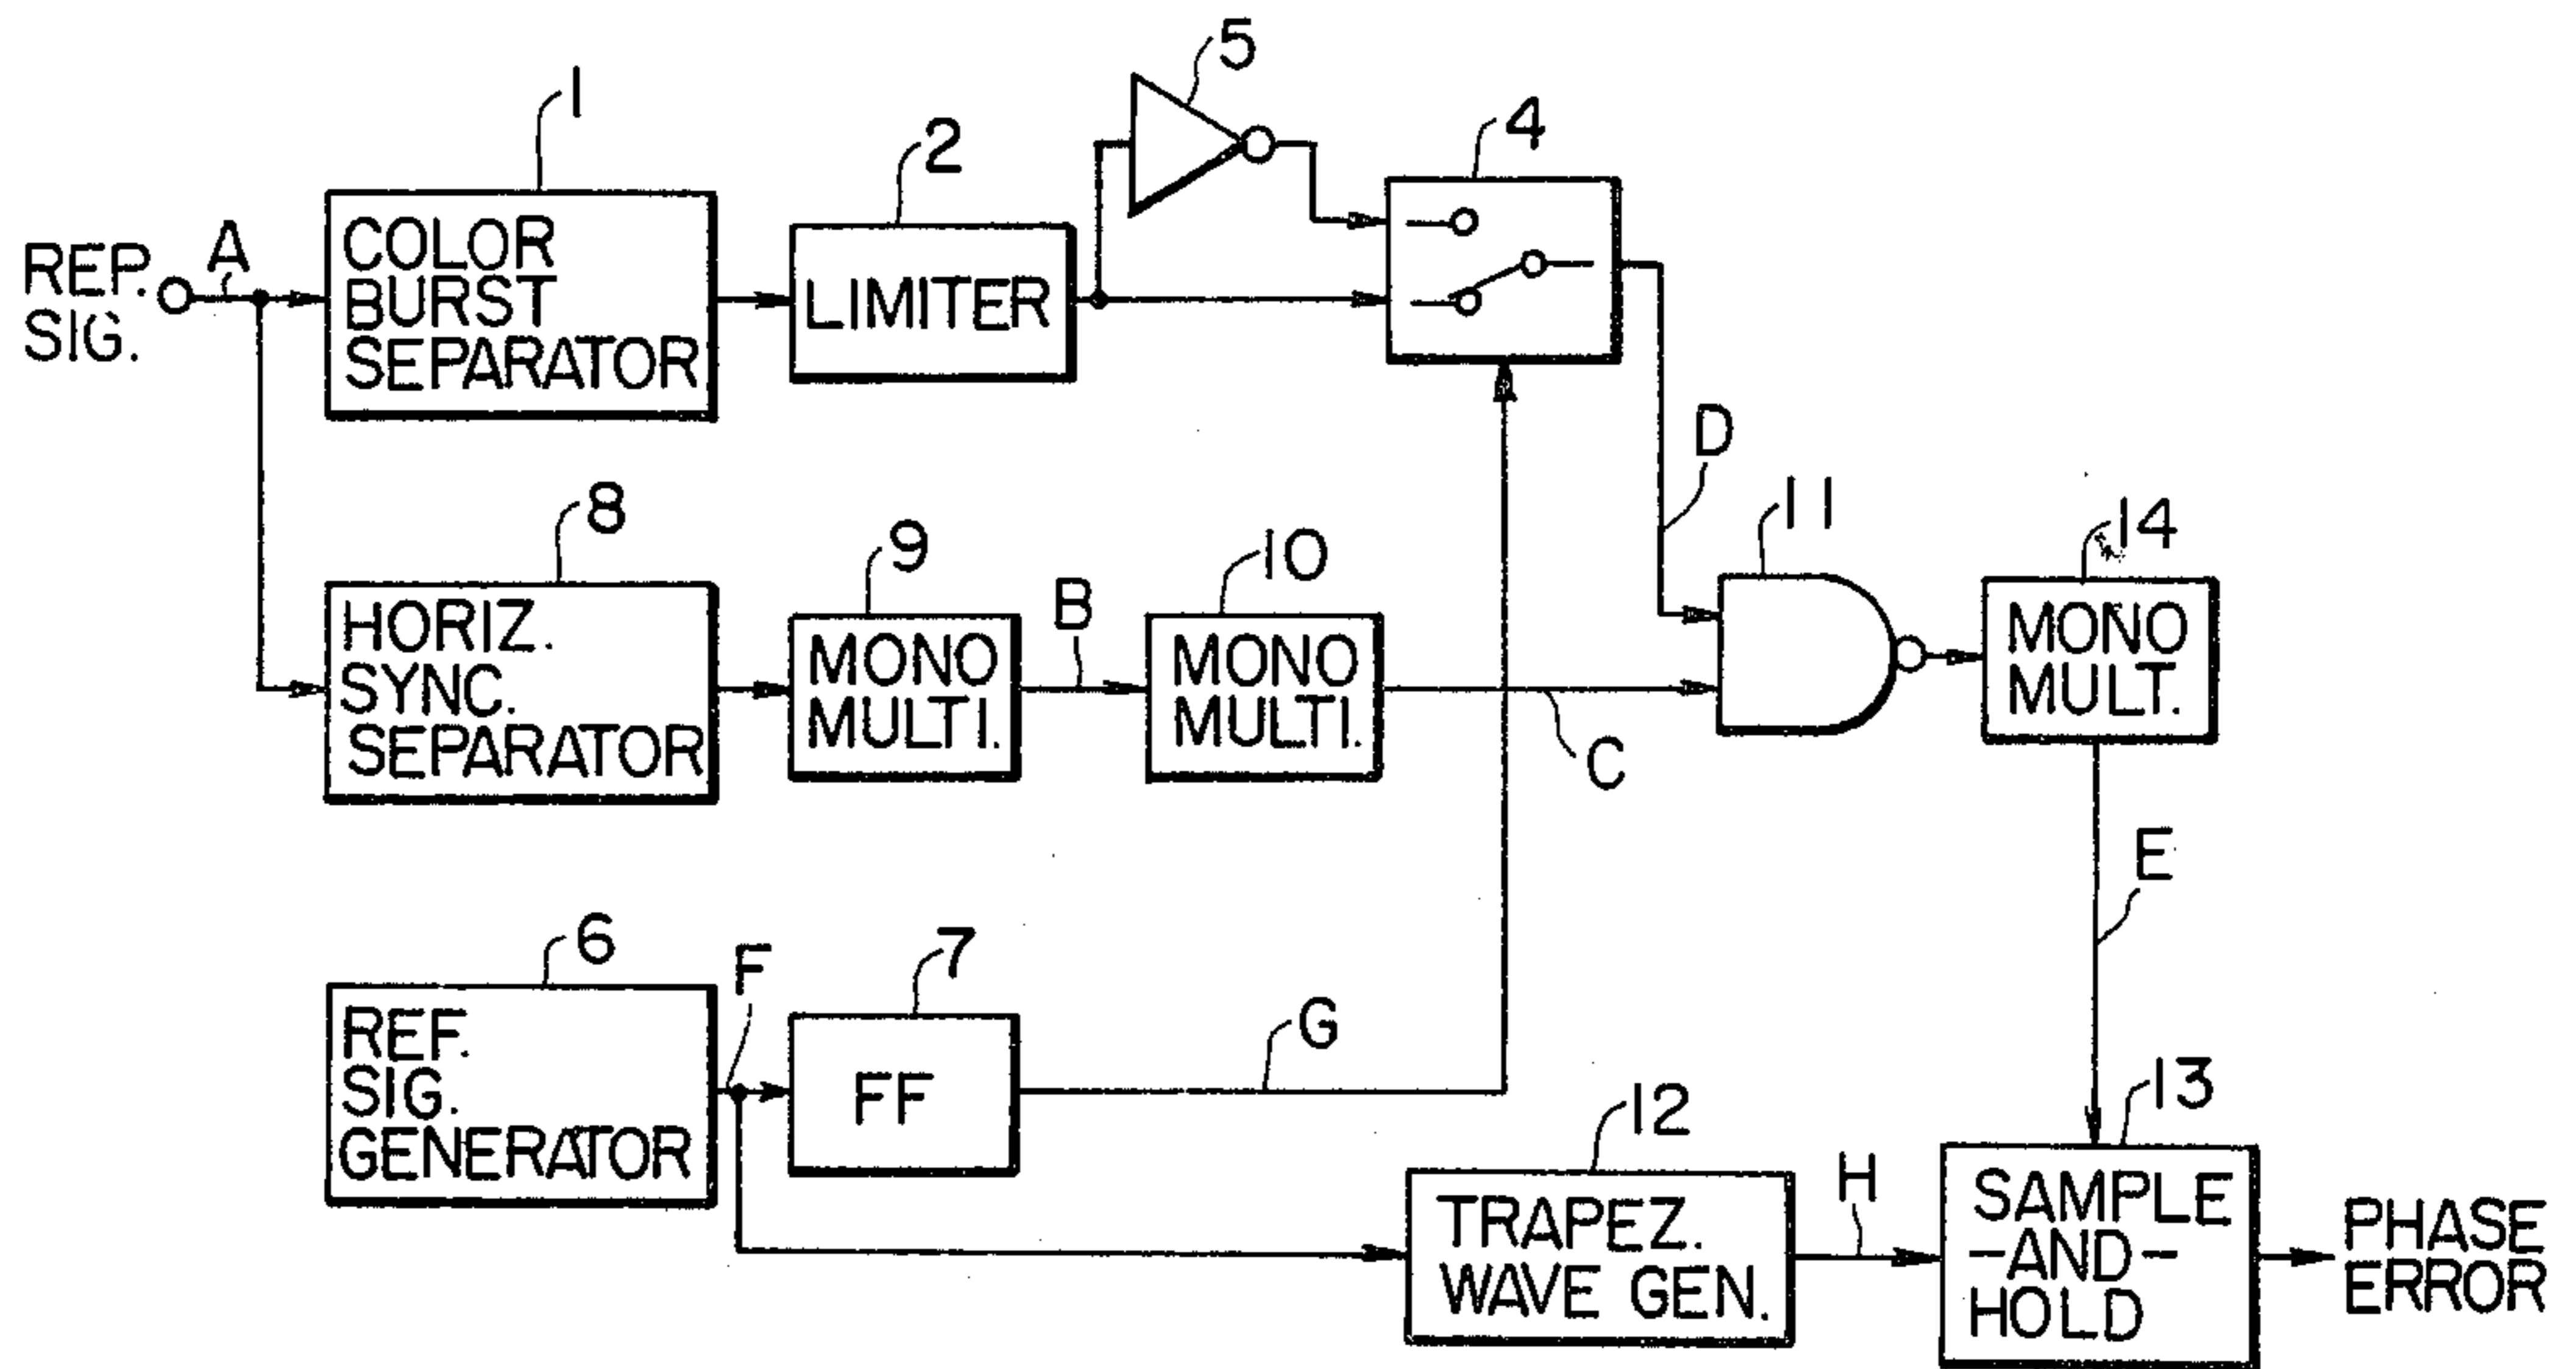 5
1
4
2
A
REP.
SIG.
COLOR
BURST
SEPARATOR
LIMITER
D
8
9
10
11
14
B
HORIZ.
SYNC.
SEPARATOR
MONO
MULTI.
MONO
MULTI.
MONO
MULT.
C
E
6
F
7
G
REF.
SIG.
GENERATOR
FF
12
13
H
TRAPEZ.
WAVE GEN.
SAMPLE
-AND-
HOLD
PHASE
ERROR